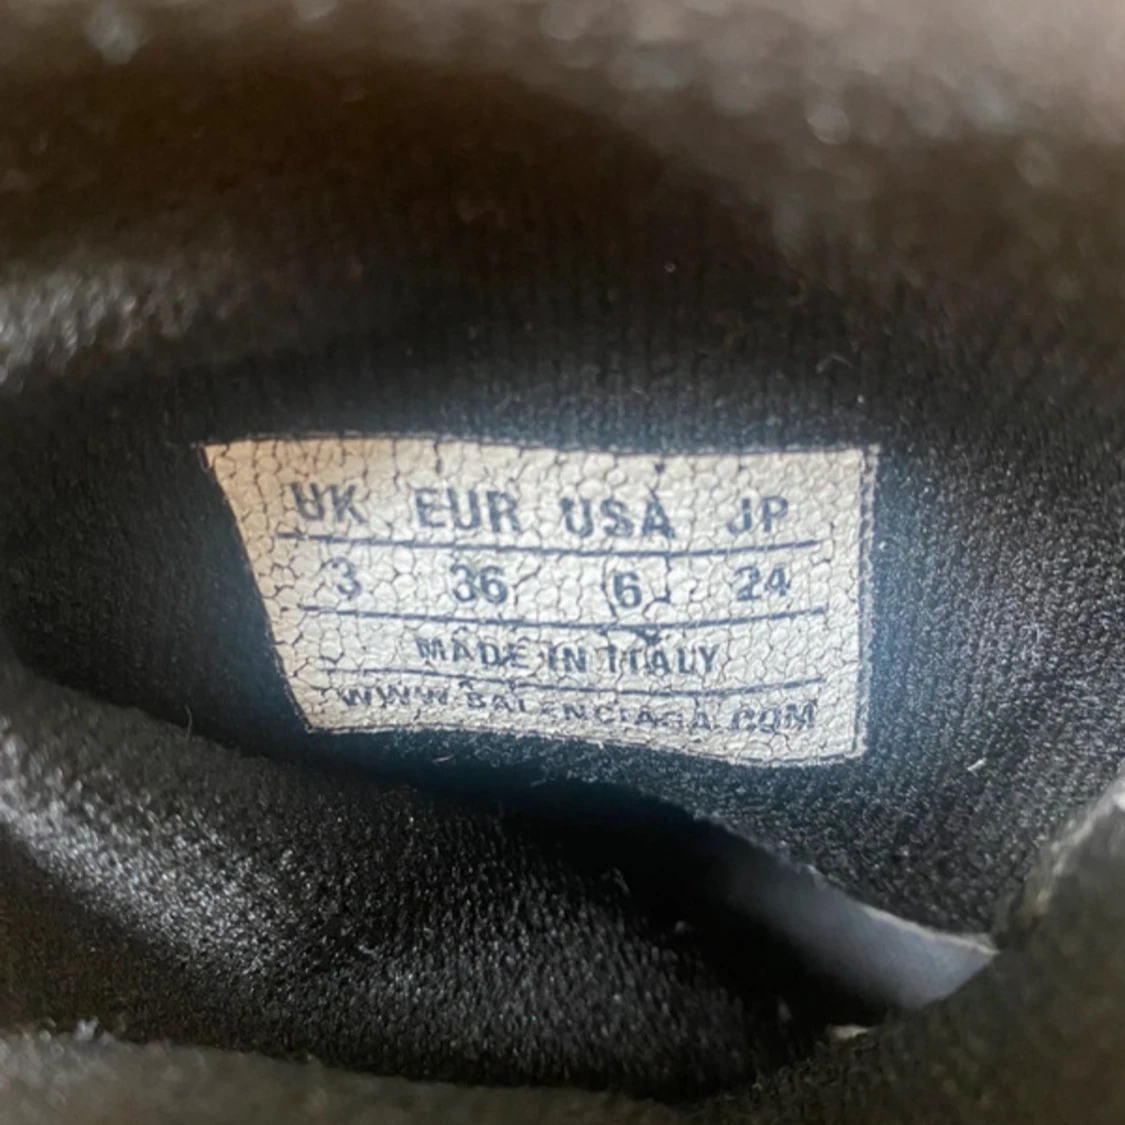 UK EUR USA JP
3 36 6 24
MADE IN ITALY
WWW.BALENCIAGA.COM